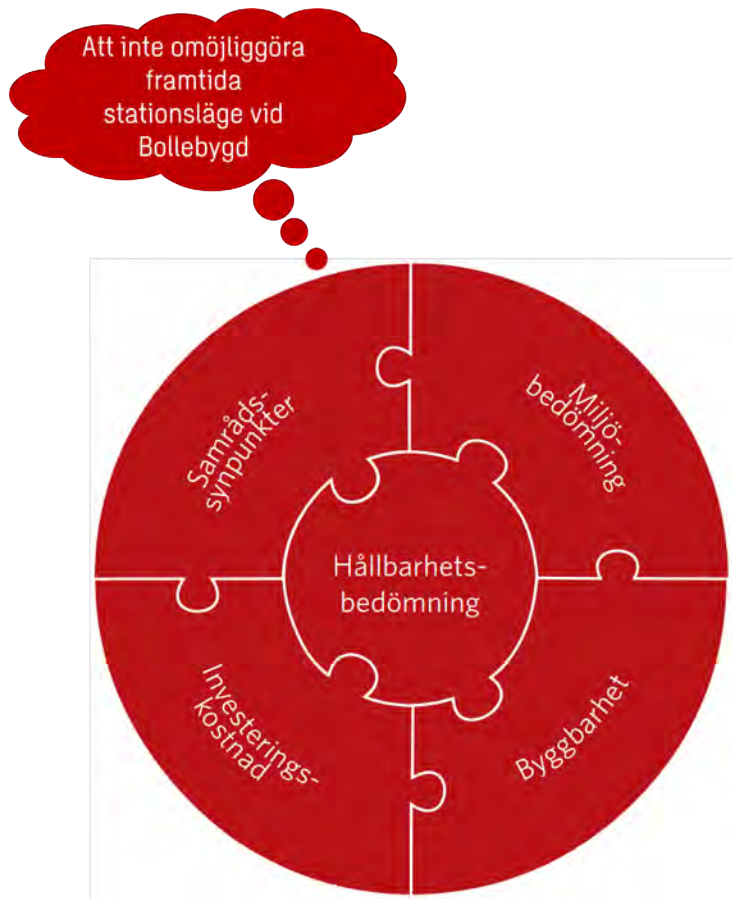 Att inte omöjliggöra
framtida
stationsläge vid
Bollebygd
Samråds-
synpunkter
Miljö-
bedömning
Hållbarhets-
bedömning
Investerings-
kostnad
Byggbarhet